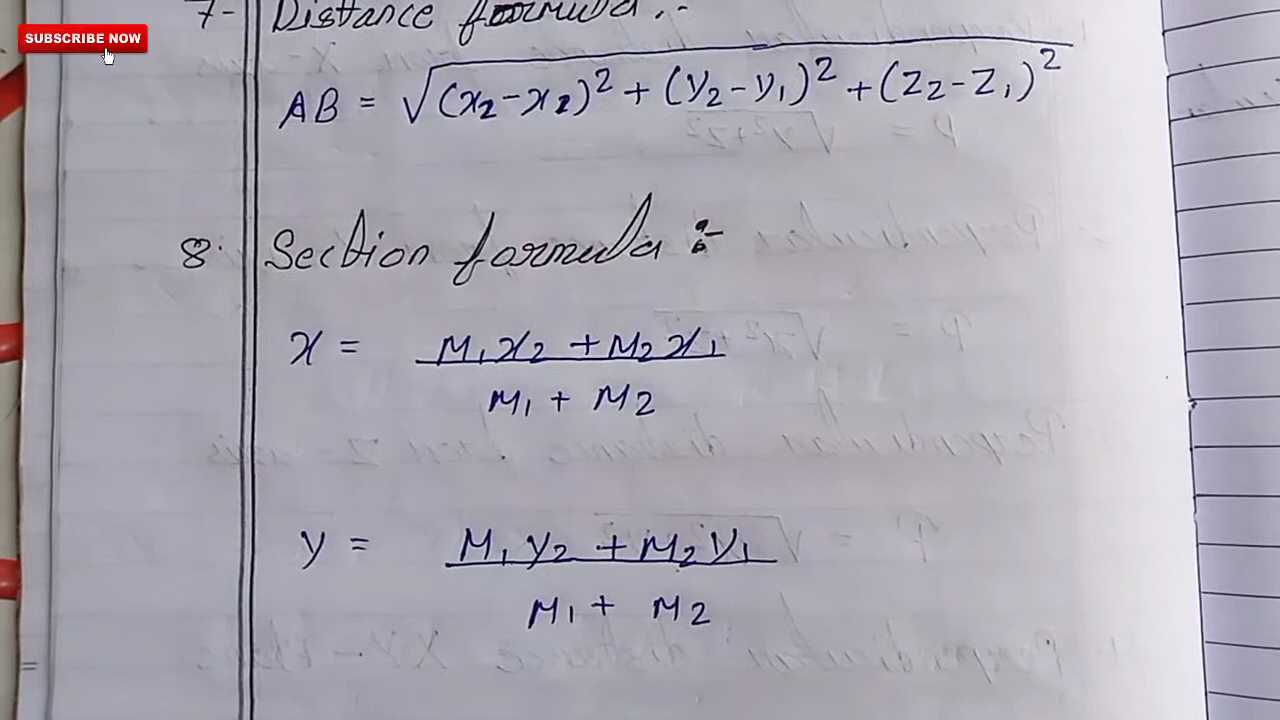 SUBSCRIBE NOW
7- Distance formula :-
AB = √(x₂-x₂)² + (y₂-y₁)² + (z₂-z₁)²
8. Section formula :-
x = M₁x₂ + M₂x₁
M₁ + M₂
y = M₁y₂ + M₂y₁
M₁ + M₂